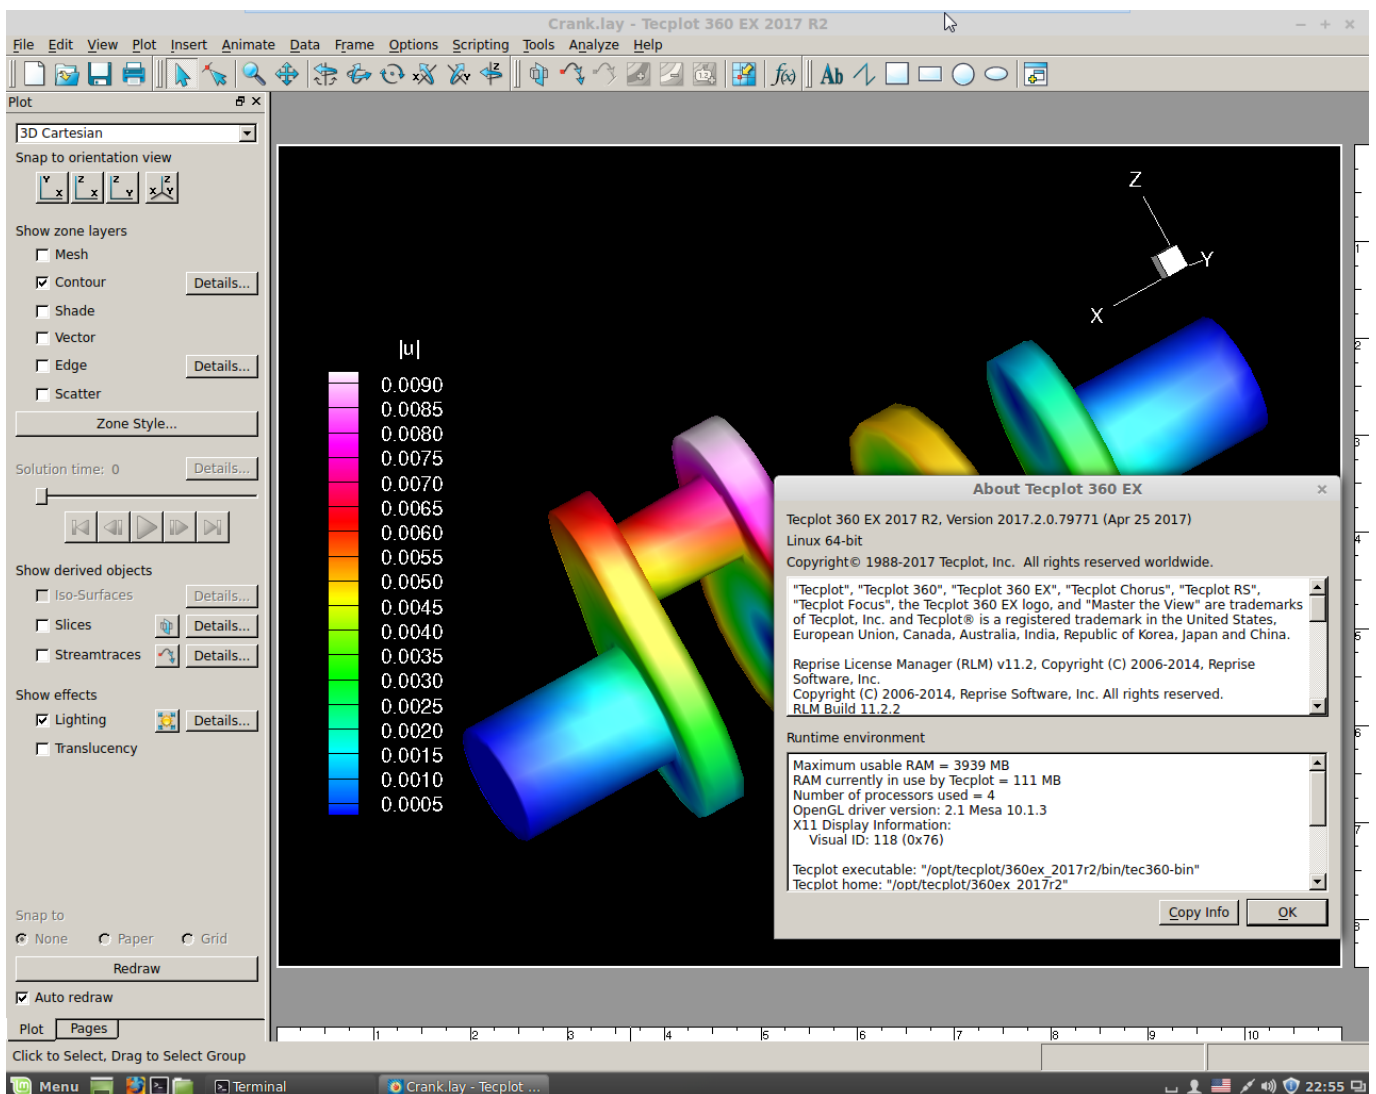 Crank.lay - Tecplot 360 EX 2017 R2
File Edit View Plot Insert Animate Data Frame Options Scripting Tools Analyze Help
Plot
3D Cartesian
Snap to orientation view
Y X Z X Z Y X Z Y
Show zone layers
Mesh
Contour Details...
Shade
Vector
Edge Details...
Scatter
Zone Style...
Solution time: 0 Details...
Show derived objects
Iso-Surfaces Details...
Slices Details...
Streamtraces Details...
Show effects
Lighting Details...
Translucency
Snap to
None Paper Grid
Redraw
Auto redraw
Plot Pages
Click to Select, Drag to Select Group
Z
Y
X
|u|
0.0090
0.0085
0.0080
0.0075
0.0070
0.0065
0.0060
0.0055
0.0050
0.0045
0.0040
0.0035
0.0030
0.0025
0.0020
0.0015
0.0010
0.0005
About Tecplot 360 EX
Tecplot 360 EX 2017 R2, Version 2017.2.0.79771 (Apr 25 2017)
Linux 64-bit
Copyright© 1988-2017 Tecplot, Inc. All rights reserved worldwide.
"Tecplot", "Tecplot 360", "Tecplot 360 EX", "Tecplot Chorus", "Tecplot RS",
"Tecplot Focus", the Tecplot 360 EX logo, and "Master the View" are trademarks
of Tecplot, Inc. and Tecplot® is a registered trademark in the United States,
European Union, Canada, Australia, India, Republic of Korea, Japan and China.
Reprise License Manager (RLM) v11.2, Copyright (C) 2006-2014, Reprise
Software, Inc.
Copyright (C) 2006-2014, Reprise Software, Inc. All rights reserved.
RLM Build 11.2.2
Runtime environment
Maximum usable RAM = 3939 MB
RAM currently in use by Tecplot = 111 MB
Number of processors used = 4
OpenGL driver version: 2.1 Mesa 10.1.3
X11 Display Information:
Visual ID: 118 (0x76)
Tecplot executable: "/opt/tecplot/360ex_2017r2/bin/tec360-bin"
Tecplot home: "/opt/tecplot/360ex_2017r2"
Copy Info OK
1 2 3 4 5 6 7 8
1 2 3 4 5 6 7 8 9 10
Menu Terminal Crank.lay - Tecplot ... 22:55